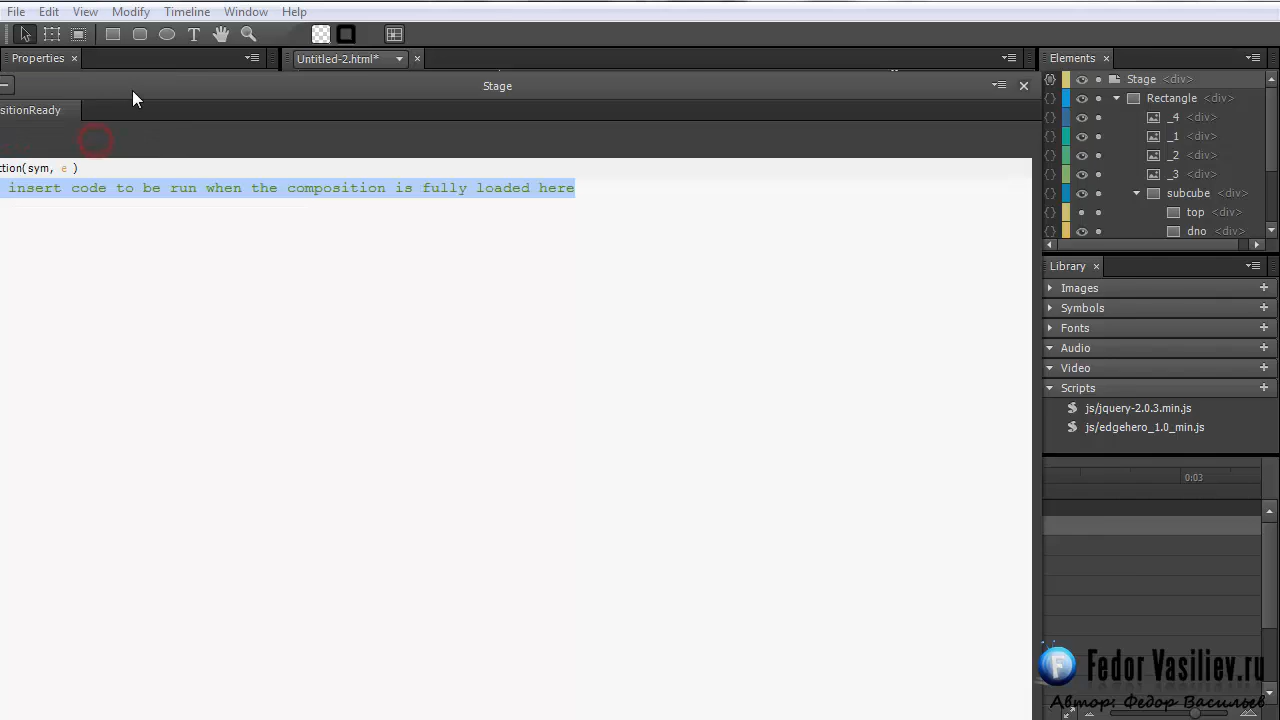 File Edit View Modify Timeline Window Help
Properties
Untitled-2.html*
Elements
Stage
Stage <div>
Rectangle <div>
_4 <div>
_1 <div>
_2 <div>
_3 <div>
subcube <div>
top <div>
dno <div>
sitionReady
ction(sym, e )
insert code to be run when the composition is fully loaded here
Library
Images
Symbols
Fonts
Audio
Video
Scripts
js/jquery-2.0.3.min.js
js/edgehero_1.0_min.js
0:03
Fedor Vasiliev.ru
Автор: Федор Васильев